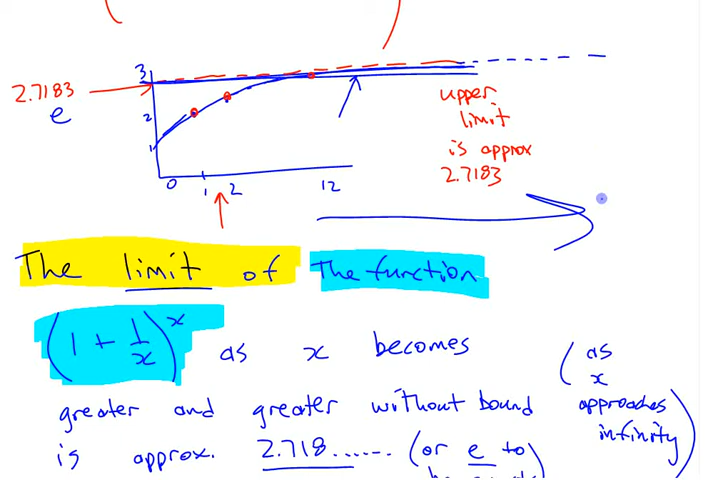 3
2.7183
e
2
1
0
1
2
12
upper
limit
is approx
2.7183
The limit of the function
(1 + 1/x)^x as x becomes
greater and greater without bound
is approx. 2.718...... (or e to
(as
x
approaches
infinity)